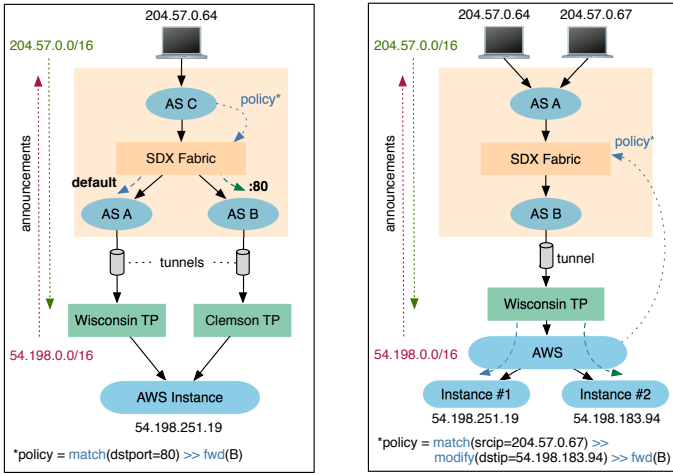 204.57.0.64
204.57.0.0/16
AS C
policy*
SDX Fabric
default
:80
AS A
AS B
announcements
tunnels
Wisconsin TP
Clemson TP
54.198.0.0/16
AWS Instance
54.198.251.19
*policy = match(dstport=80) >> fwd(B)
204.57.0.64
204.57.0.67
204.57.0.0/16
AS A
policy*
SDX Fabric
announcements
AS B
tunnel
Wisconsin TP
54.198.0.0/16
AWS
Instance #1
Instance #2
54.198.251.19
54.198.183.94
*policy = match(srcip=204.57.0.67) >>
modify(dstip=54.198.183.94) >> fwd(B)